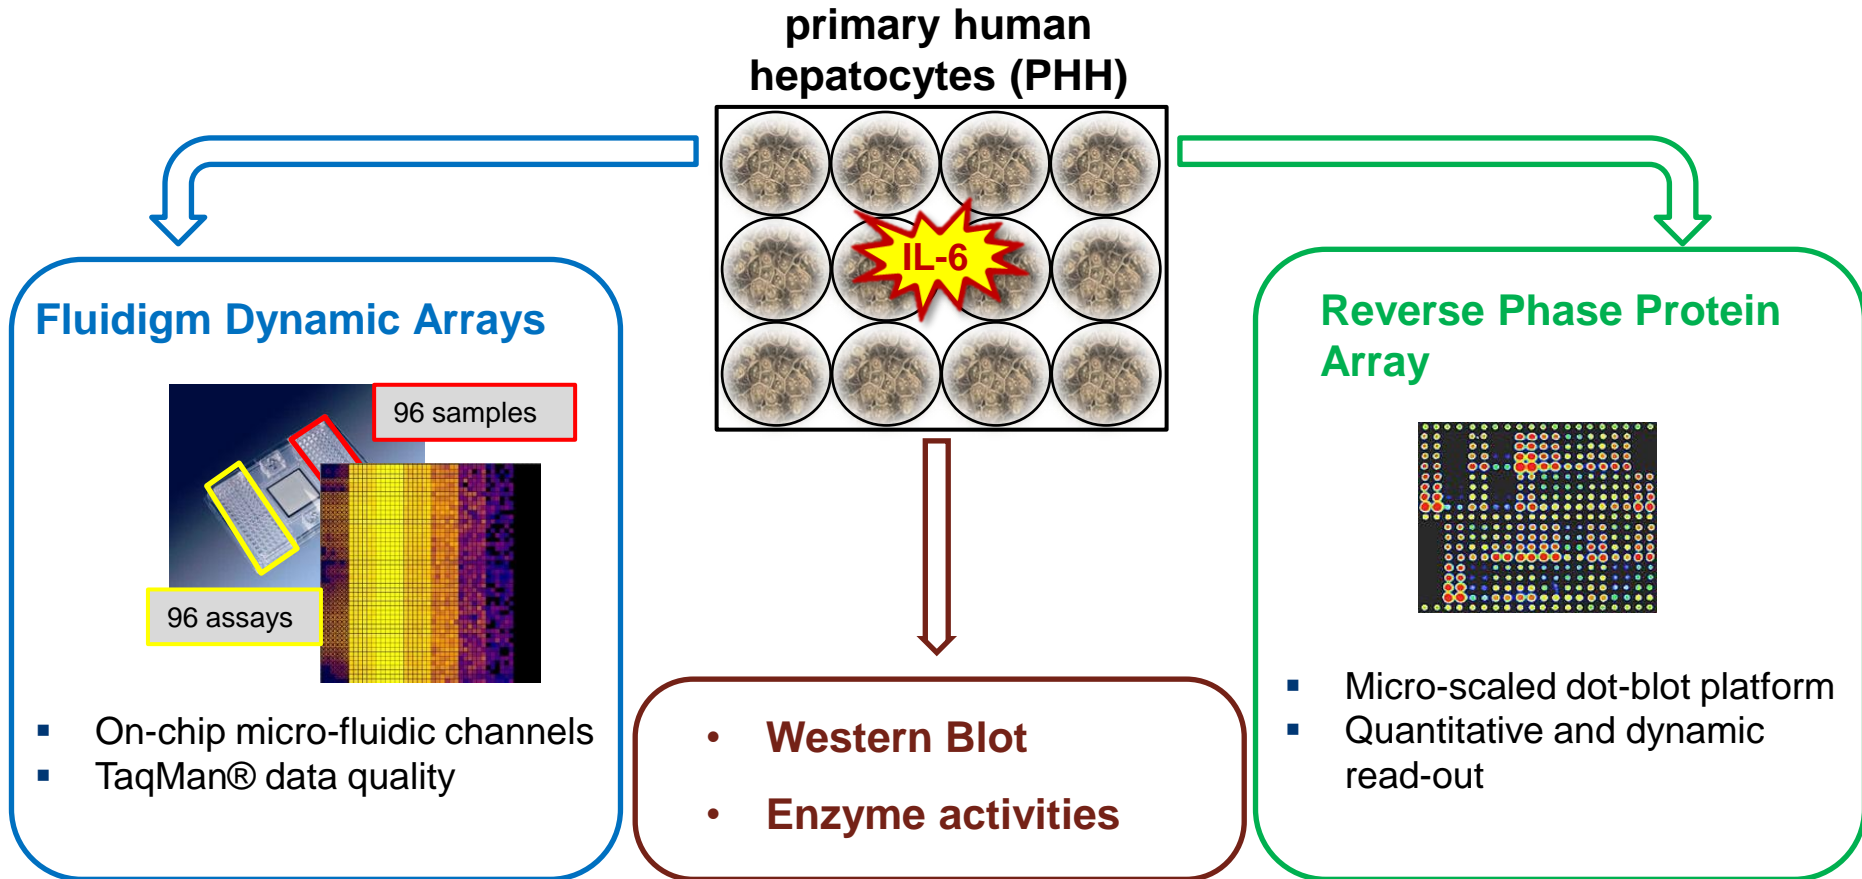 primary human
hepatocytes (PHH)
IL-6
Fluidigm Dynamic Arrays
96 samples
96 assays
▪ On-chip micro-fluidic channels
▪ TaqMan® data quality
• Western Blot
• Enzyme activities
Reverse Phase Protein
Array
▪ Micro-scaled dot-blot platform
▪ Quantitative and dynamic
read-out